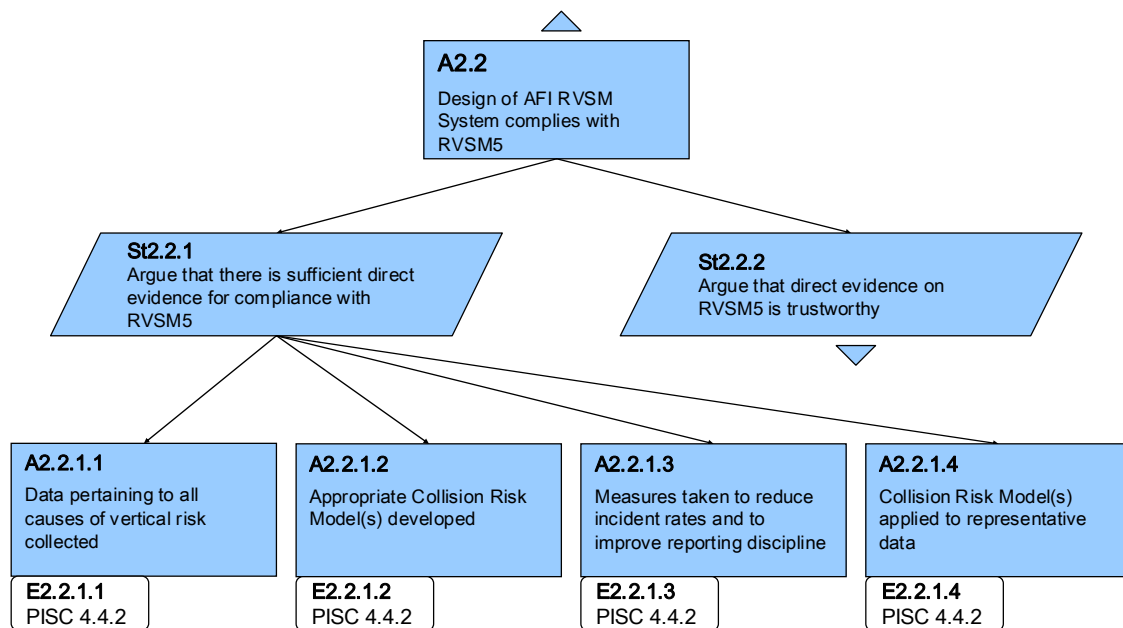 A2.2
Design of AFI RVSM
System complies with
RVSM5
St2.2.1
Argue that there is sufficient direct
evidence for compliance with
RVSM5
St2.2.2
Argue that direct evidence on
RVSM5 is trustworthy
A2.2.1.1
Data pertaining to all
causes of vertical risk
collected
E2.2.1.1
PISC 4.4.2
A2.2.1.2
Appropriate Collision Risk
Model(s) developed
E2.2.1.2
PISC 4.4.2
A2.2.1.3
Measures taken to reduce
incident rates and to
improve reporting discipline
E2.2.1.3
PISC 4.4.2
A2.2.1.4
Collision Risk Model(s)
applied to representative
data
E2.2.1.4
PISC 4.4.2